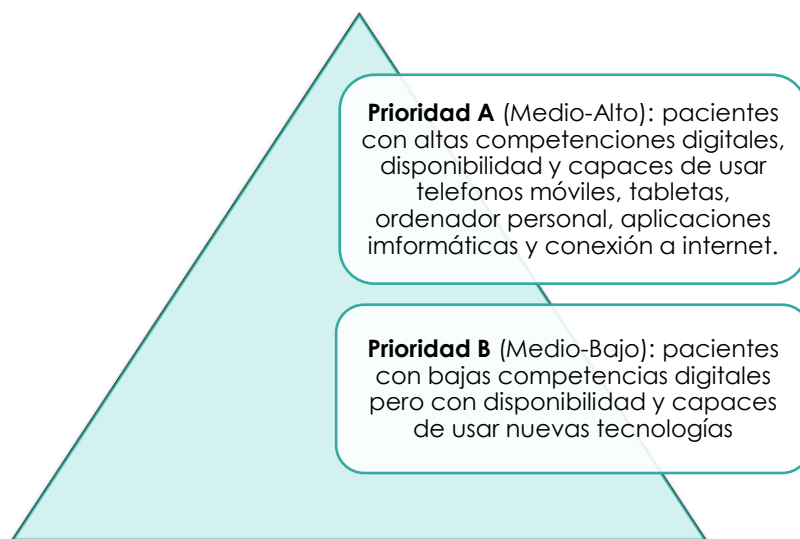 Prioridad A (Medio-Alto): pacientes
con altas competenciones digitales,
disponibilidad y capaces de usar
telefonos móviles, tabletas,
ordenador personal, aplicaciones
imformáticas y conexión a internet.
Prioridad B (Medio-Bajo): pacientes
con bajas competencias digitales
pero con disponibilidad y capaces
de usar nuevas tecnologías